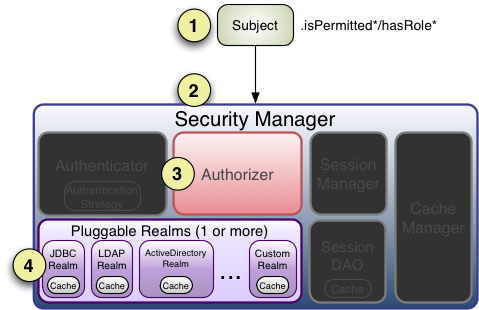 1
Subject
.isPermitted*/hasRole*
2
Security Manager
Authenticator
Authentication
Strategy
3
Authorizer
Session
Manager
Cache
Manager
Pluggable Realms (1 or more)
4
JDBC
Realm
Cache
LDAP
Realm
Cache
ActiveDirectory
Realm
Cache
...
Custom
Realm
Cache
Session
DAO
Cache